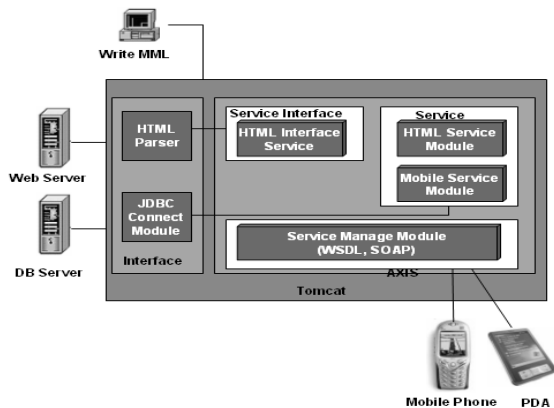 Write MML
Web Server
DB Server
HTML
Parser
JDBC
Connect
Module
Interface
Service Interface
HTML Interface
Service
Service
HTML Service
Module
Mobile Service
Module
Service Manage Module
(WSDL, SOAP)
AXIS
Tomcat
Mobile Phone
PDA